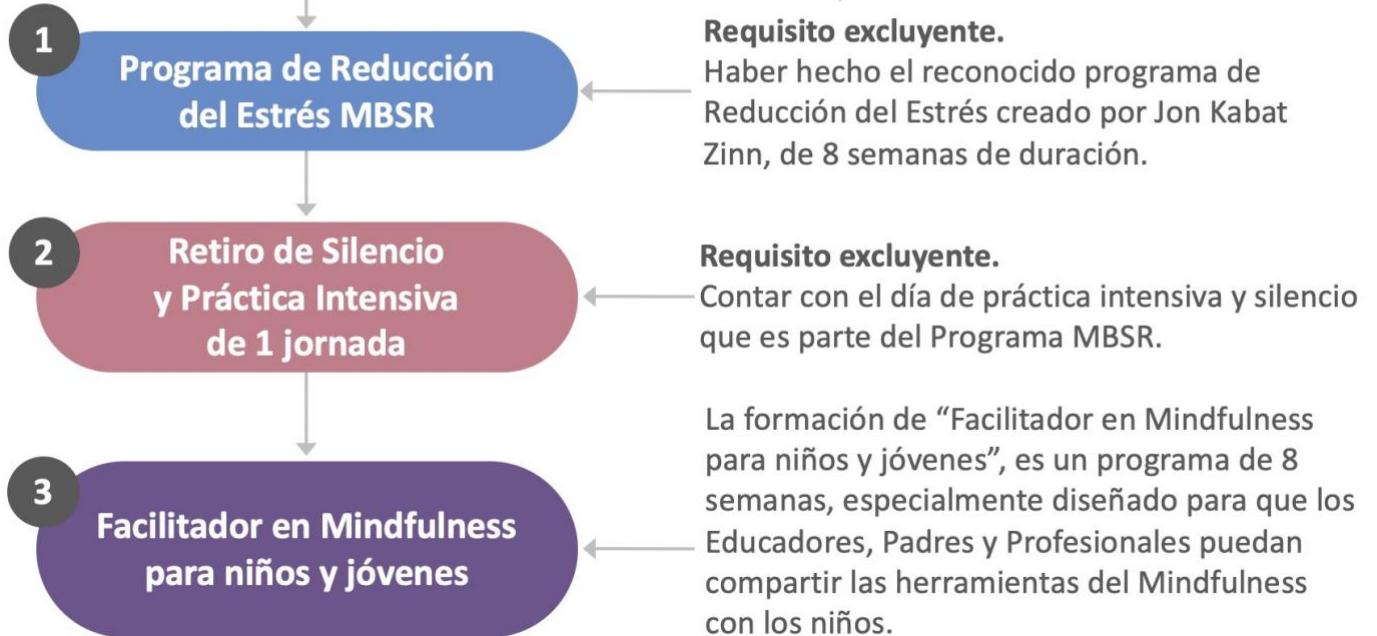 1
Programa de Reducción
del Estrés MBSR
Requisito excluyente.
Haber hecho el reconocido programa de
Reducción del Estrés creado por Jon Kabat
Zinn, de 8 semanas de duración.
2
Retiro de Silencio
y Práctica Intensiva
de 1 jornada
Requisito excluyente.
Contar con el día de práctica intensiva y silencio
que es parte del Programa MBSR.
3
Facilitador en Mindfulness
para niños y jóvenes
La formación de “Facilitador en Mindfulness
para niños y jóvenes”, es un programa de 8
semanas, especialmente diseñado para que los
Educadores, Padres y Profesionales puedan
compartir las herramientas del Mindfulness
con los niños.